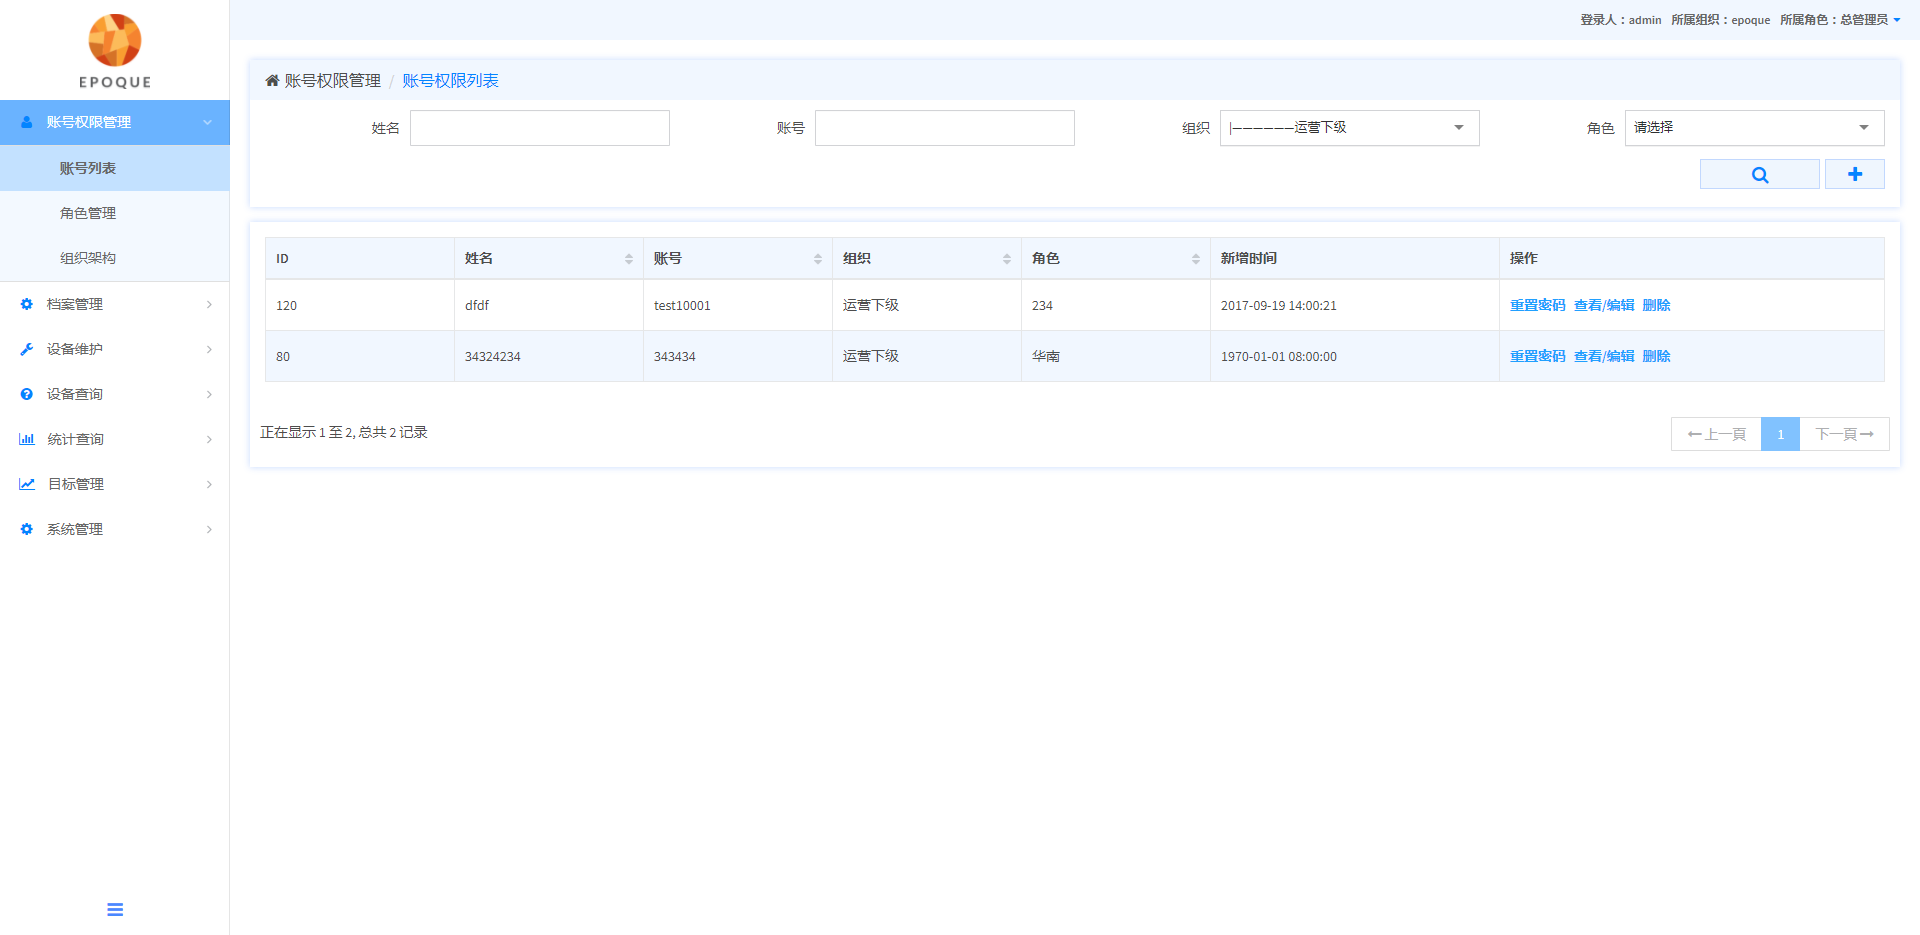 登录人：admin 所属组织：epoque 所属角色：总管理员
EPOQUE
账号权限管理
账号列表
角色管理
组织架构
档案管理
设备维护
设备查询
统计查询
目标管理
系统管理
账号权限管理 / 账号权限列表
姓名 账号 组织 |——————运营下级 角色 请选择
ID 姓名 账号 组织 角色 新增时间 操作
120 dfdf test10001 运营下级 234 2017-09-19 14:00:21 重置密码 查看/编辑 删除
80 34324234 343434 运营下级 华南 1970-01-01 08:00:00 重置密码 查看/编辑 删除
正在显示 1 至 2, 总共 2 记录
←上一頁 1 下一頁→